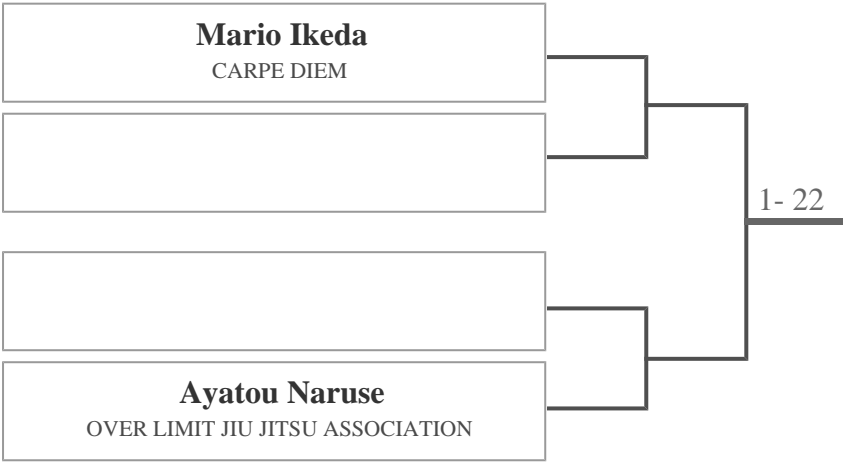 Mario Ikeda
CARPE DIEM
1- 22
Ayatou Naruse
OVER LIMIT JIU JITSU ASSOCIATION